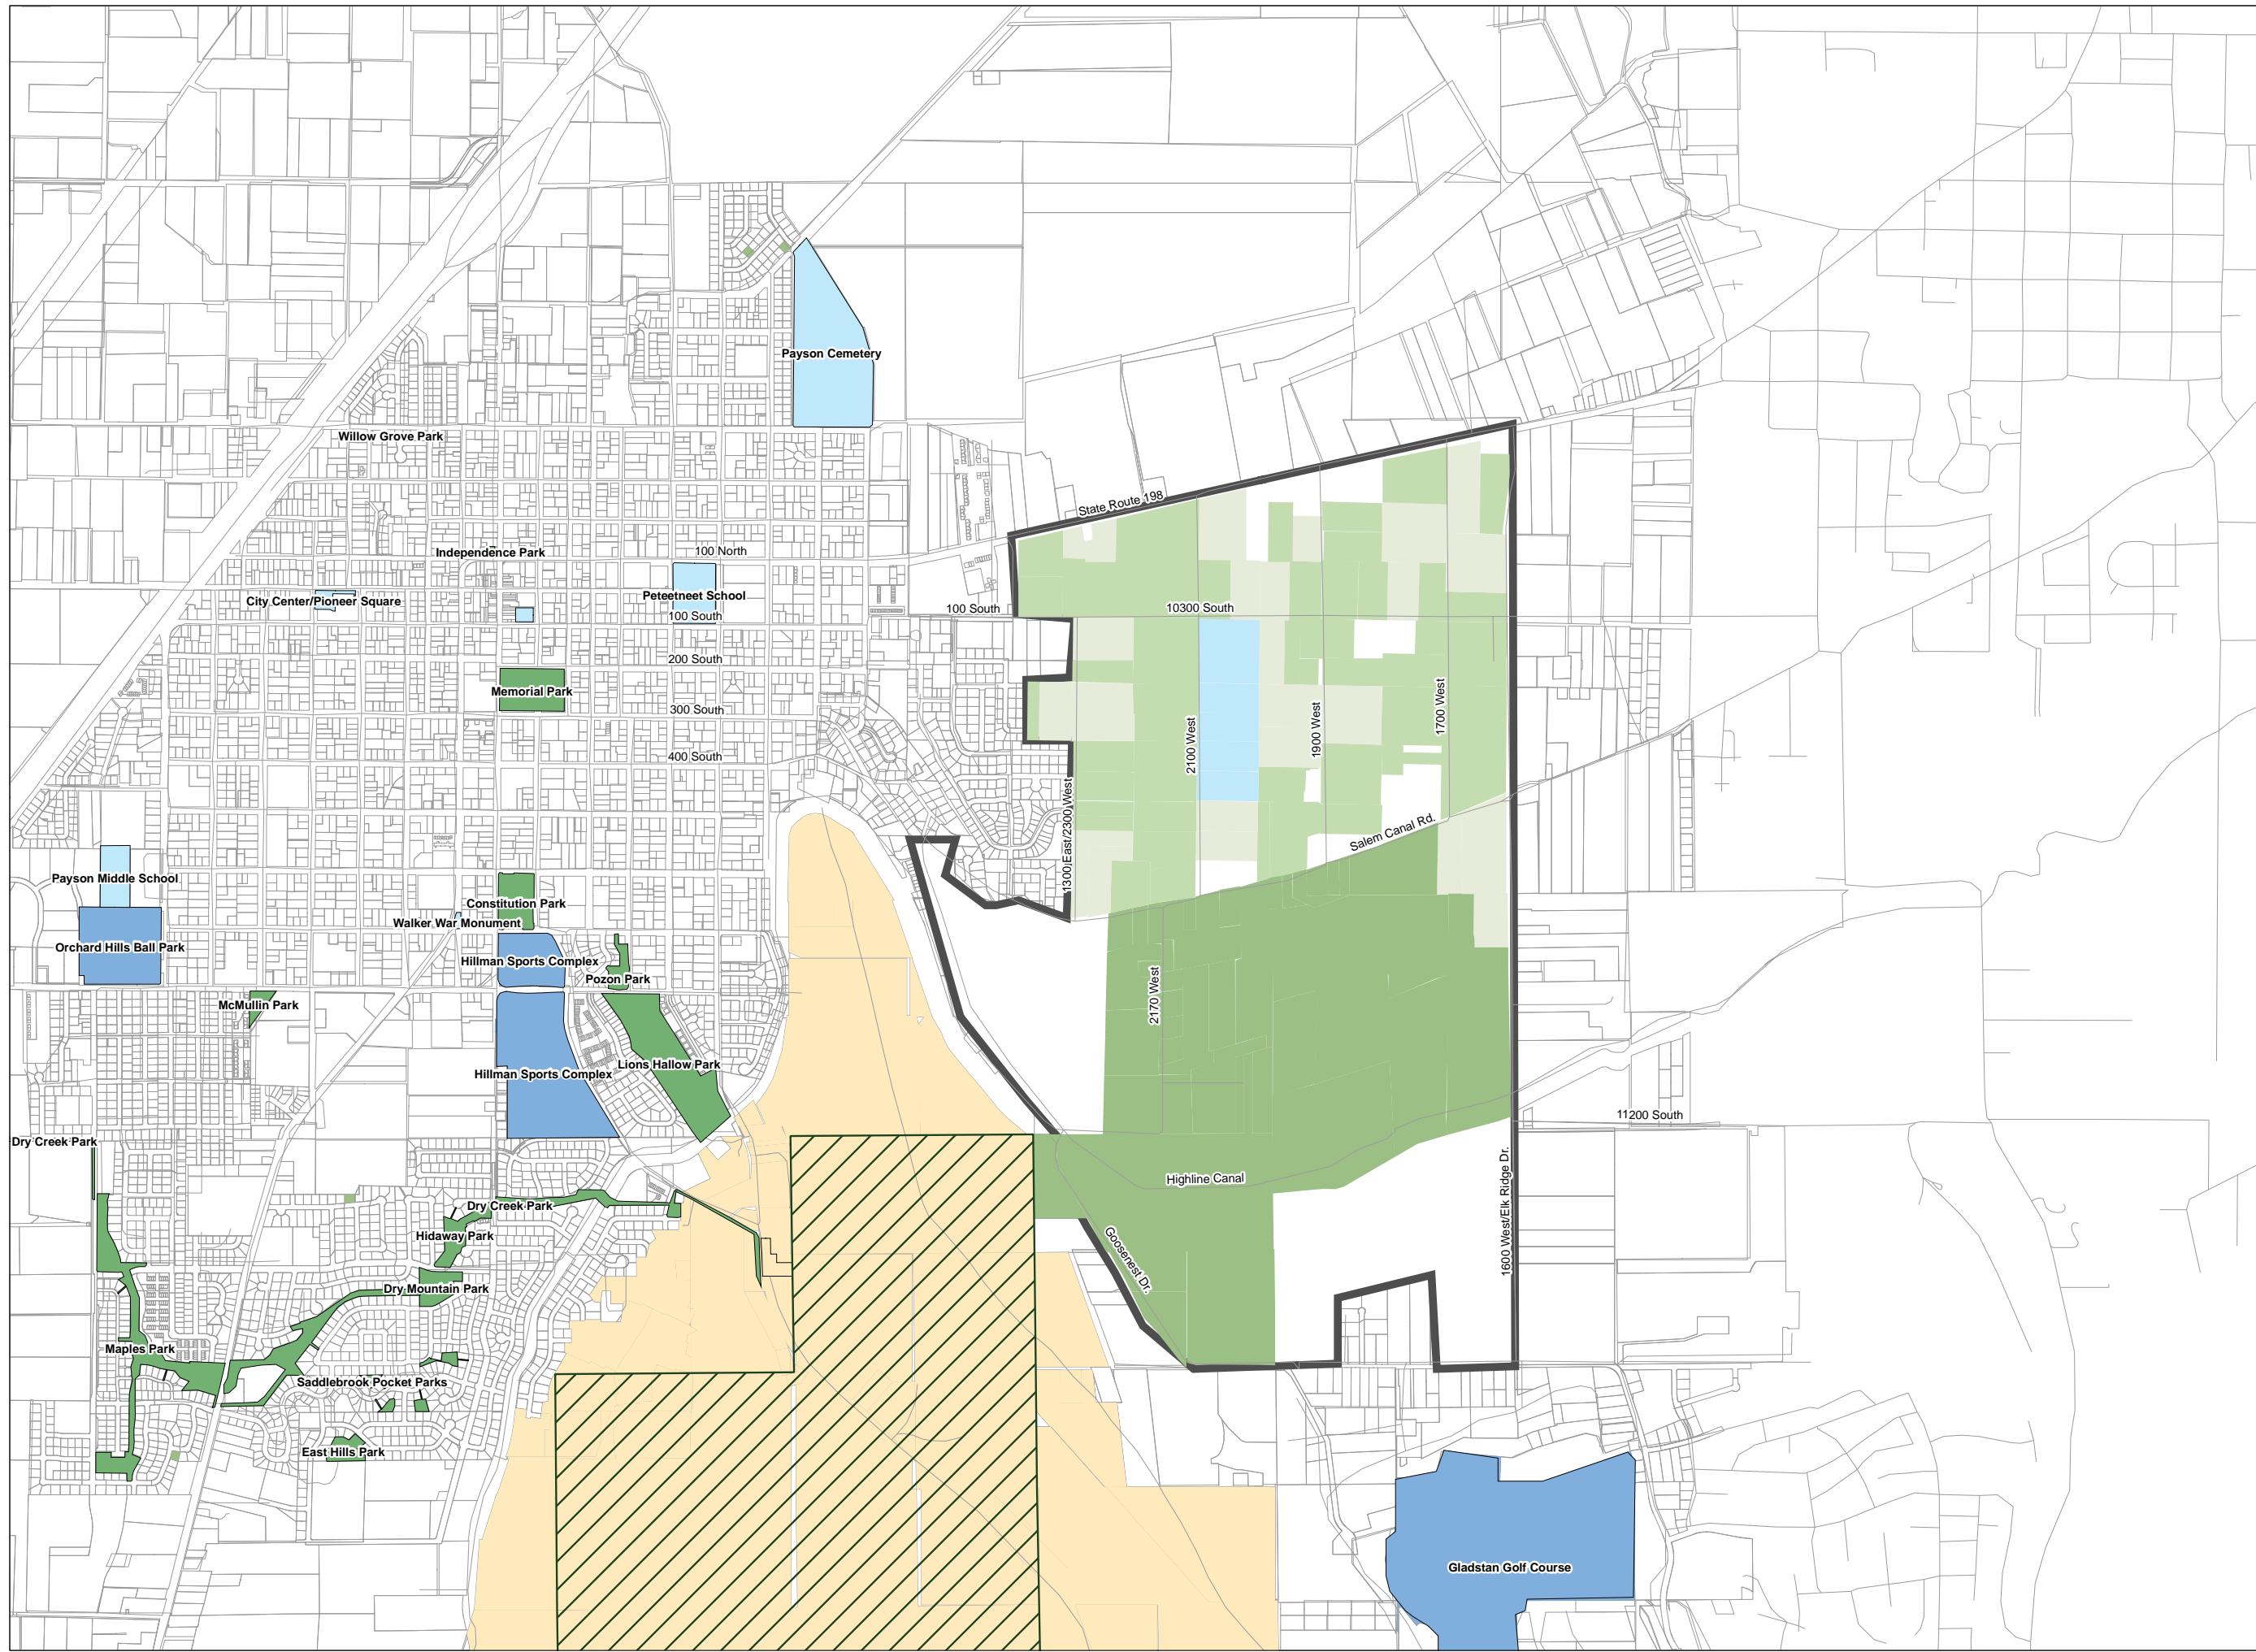 Payson Cemetery
Willow Grove Park
State Route 198
Independence Park
100 North
City Center/Pioneer Square
Peteetneet School
100 South
100 South
10300 South
200 South
Memorial Park
300 South
400 South
2100 West
1900 West
1700 West
1300 East/2300 West
Salem Canal Rd.
Payson Middle School
Constitution Park
Walker War Monument
Orchard Hills Ball Park
Hillman Sports Complex
Pozon Park
2170 West
McMullin Park
Lions Hallow Park
Hillman Sports Complex
11200 South
Dry Creek Park
Highline Canal
1600 West/Elk Ridge Dr.
Dry Creek Park
Hidaway Park
Goosenest Dr.
Dry Mountain Park
Maples Park
Saddlebrook Pocket Parks
East Hills Park
Gladstan Golf Course